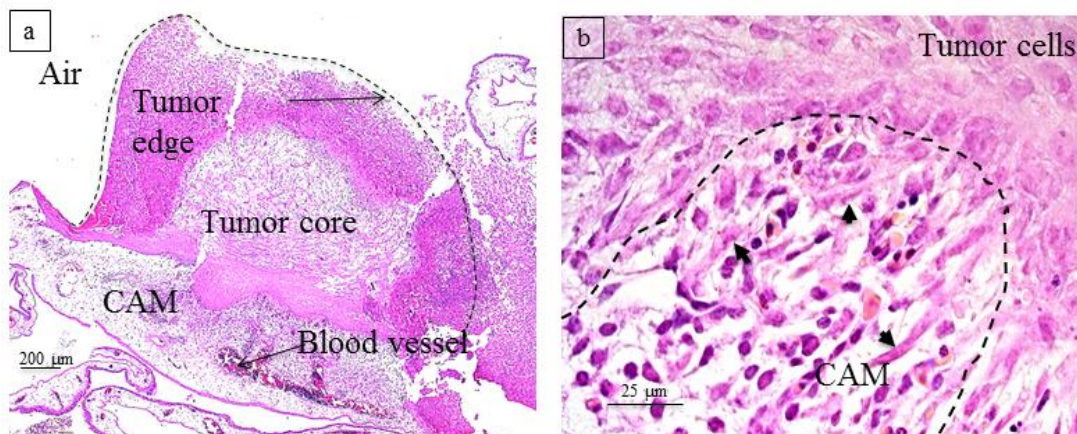 a
Air
Tumor
edge
Tumor core
CAM
Blood vessel
200 µm
b
Tumor cells
CAM
25 µm